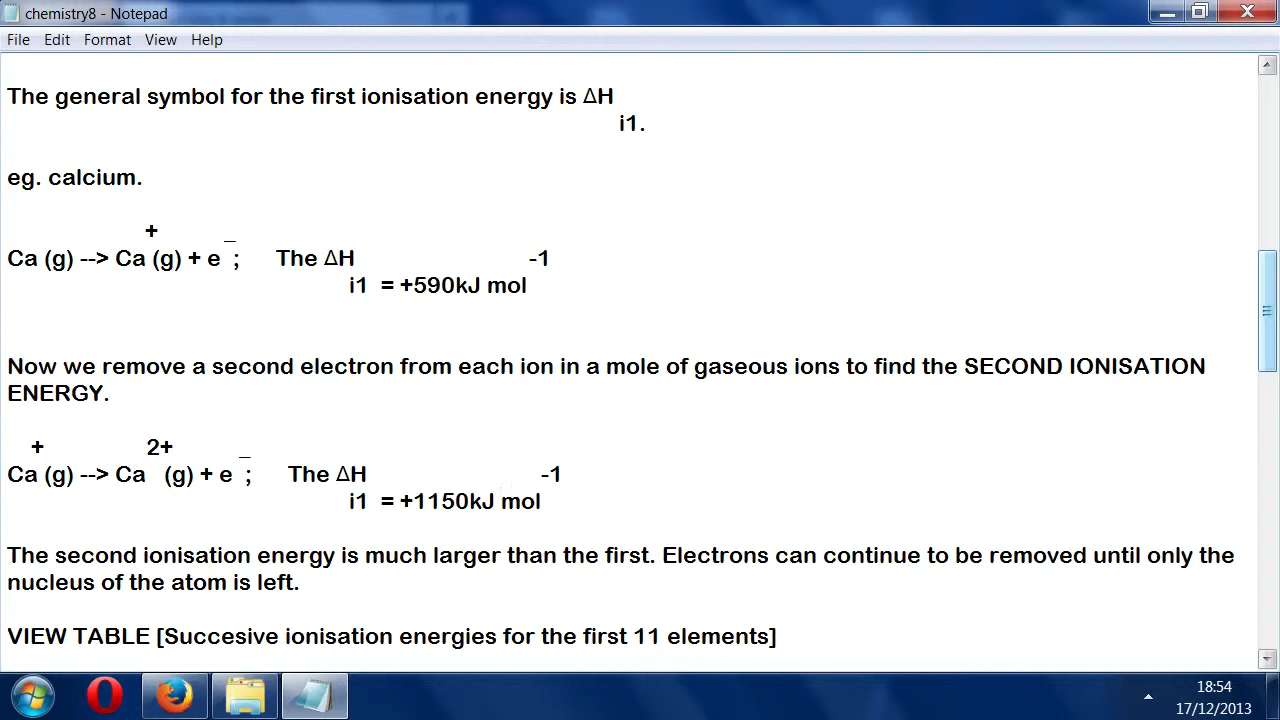 chemistry8 - Notepad
File Edit Format View Help
The general symbol for the first ionisation energy is ΔH
i1.
eg. calcium.
+ _
Ca (g) --> Ca (g) + e ; The ΔH -1
i1 = +590kJ mol
Now we remove a second electron from each ion in a mole of gaseous ions to find the SECOND IONISATION
ENERGY.
+ 2+ _
Ca (g) --> Ca (g) + e ; The ΔH -1
i1 = +1150kJ mol
The second ionisation energy is much larger than the first. Electrons can continue to be removed until only the
nucleus of the atom is left.
VIEW TABLE [Succesive ionisation energies for the first 11 elements]
18:54
17/12/2013